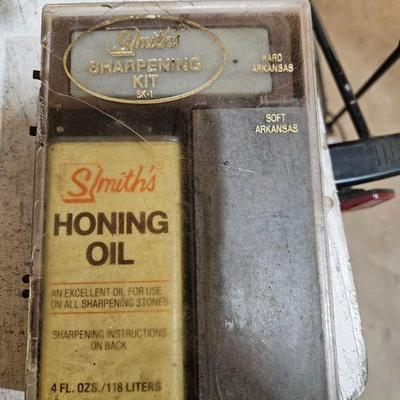 Smith's®
SHARPENING
KIT
SK-1
HARD
ARKANSAS
SOFT
ARKANSAS
Smith's®
HONING
OIL
AN EXCELLENT OIL FOR USE
ON ALL SHARPENING STONES
SHARPENING INSTRUCTIONS
ON BACK
4 FL. OZS./118 LITERS